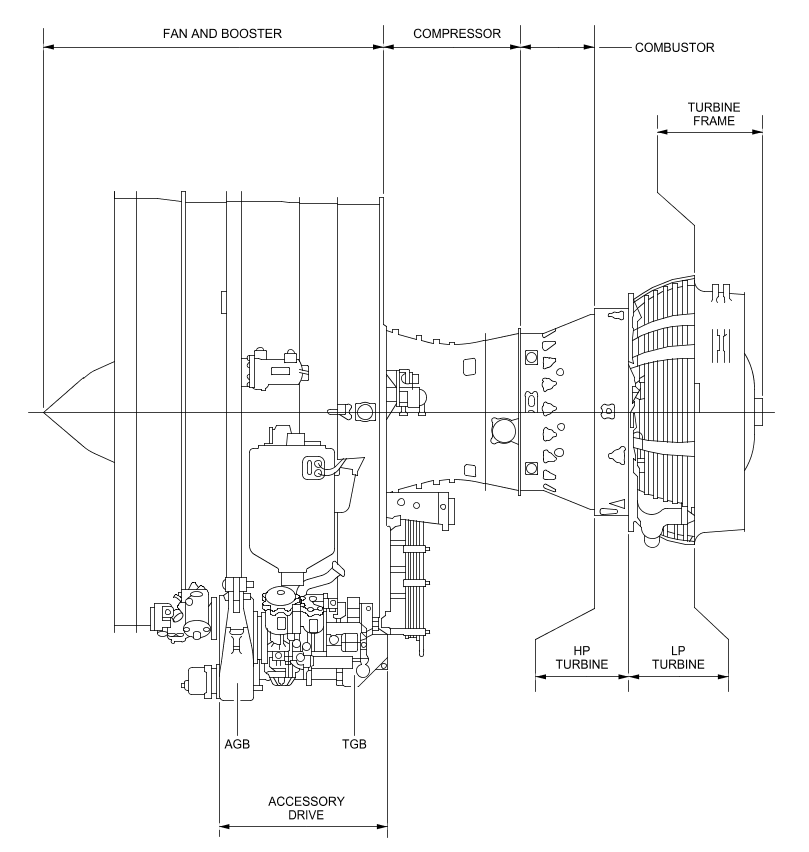 FAN AND BOOSTER
COMPRESSOR
COMBUSTOR
TURBINE
FRAME
HP
TURBINE
LP
TURBINE
AGB
TGB
ACCESSORY
DRIVE